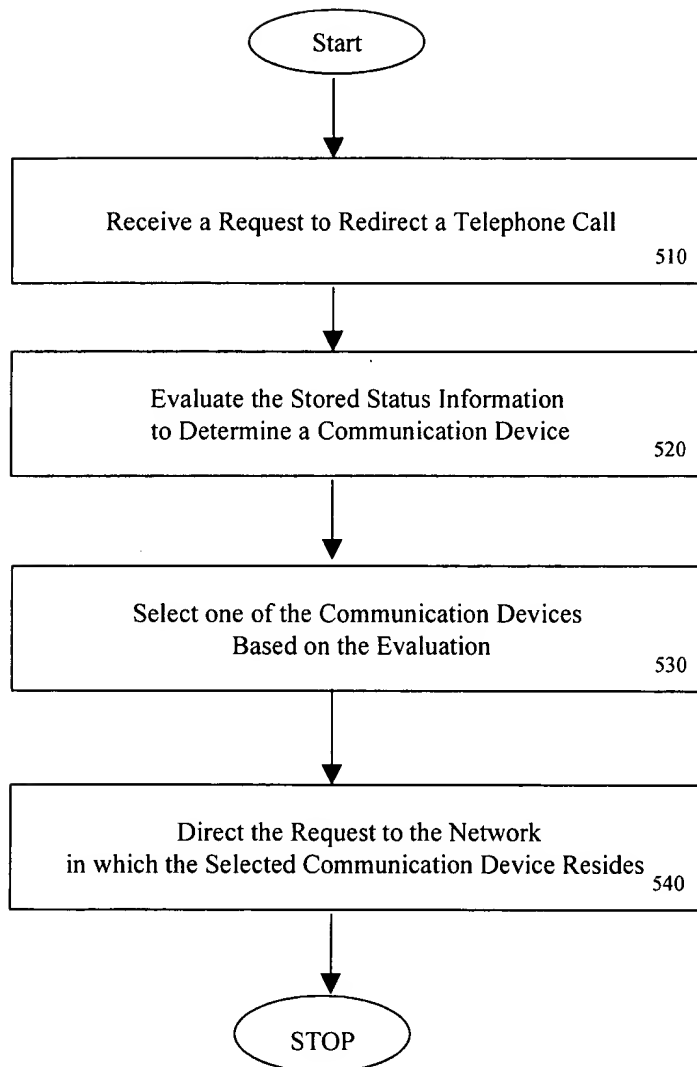 Start
Receive a Request to Redirect a Telephone Call
510
Evaluate the Stored Status Information
to Determine a Communication Device
520
Select one of the Communication Devices
Based on the Evaluation
530
Direct the Request to the Network
in which the Selected Communication Device Resides
540
STOP